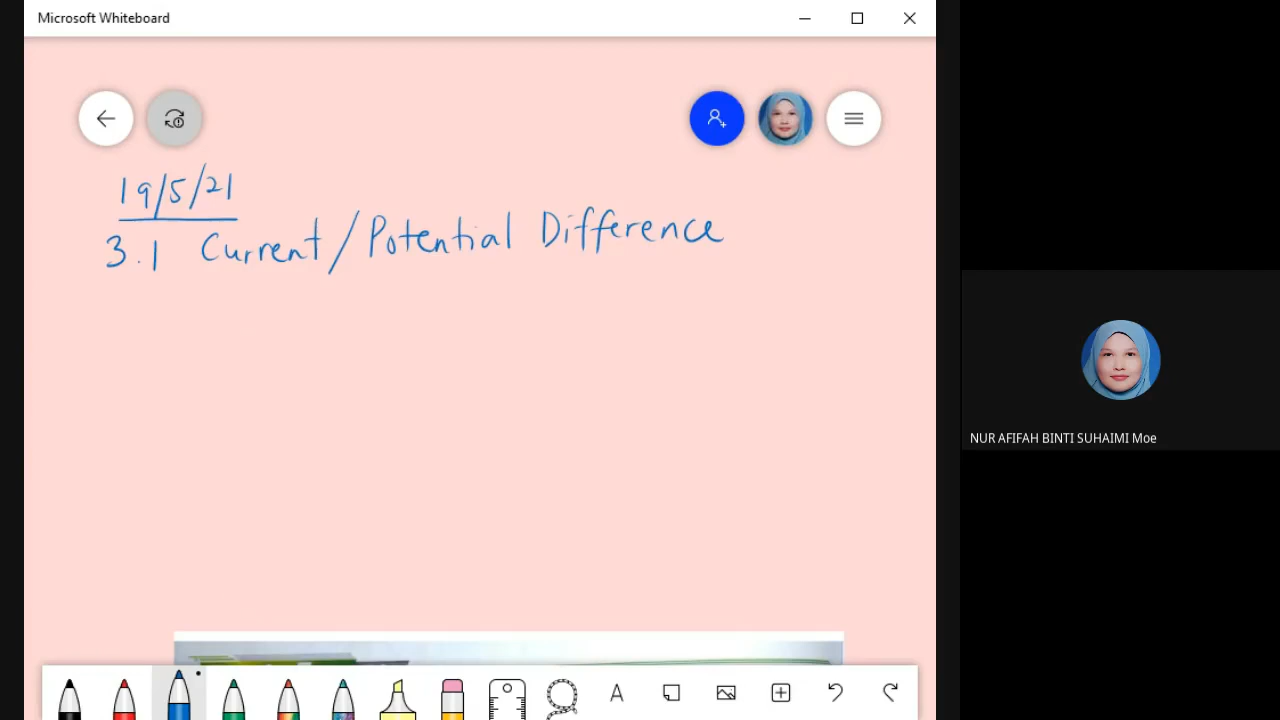 Microsoft Whiteboard
19/5/21
3.1 Current/Potential Difference
A
NUR AFIFAH BINTI SUHAIMI Moe